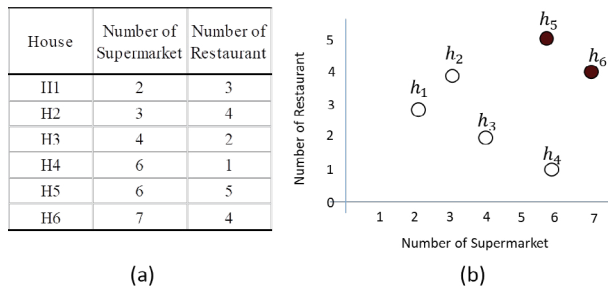 House Number of Supermarket Number of Restaurant
H1 2 3
H2 3 4
H3 4 2
H4 6 1
H5 6 5
H6 7 4
(a)
Number of Restaurant
5
4
3
2
1
0
h5
h6
h2
h1
h3
h4
1 2 3 4 5 6 7
Number of Supermarket
(b)